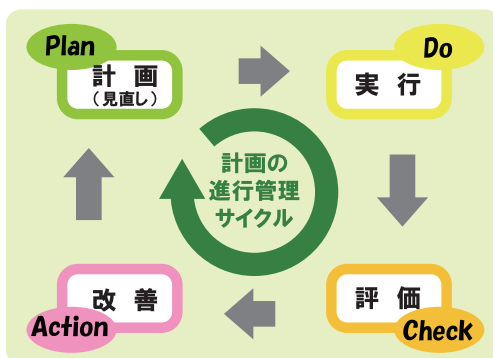 Plan
計画
(見直し)
Do
実行
計画の
進行管理
サイクル
改善
Action
評価
Check